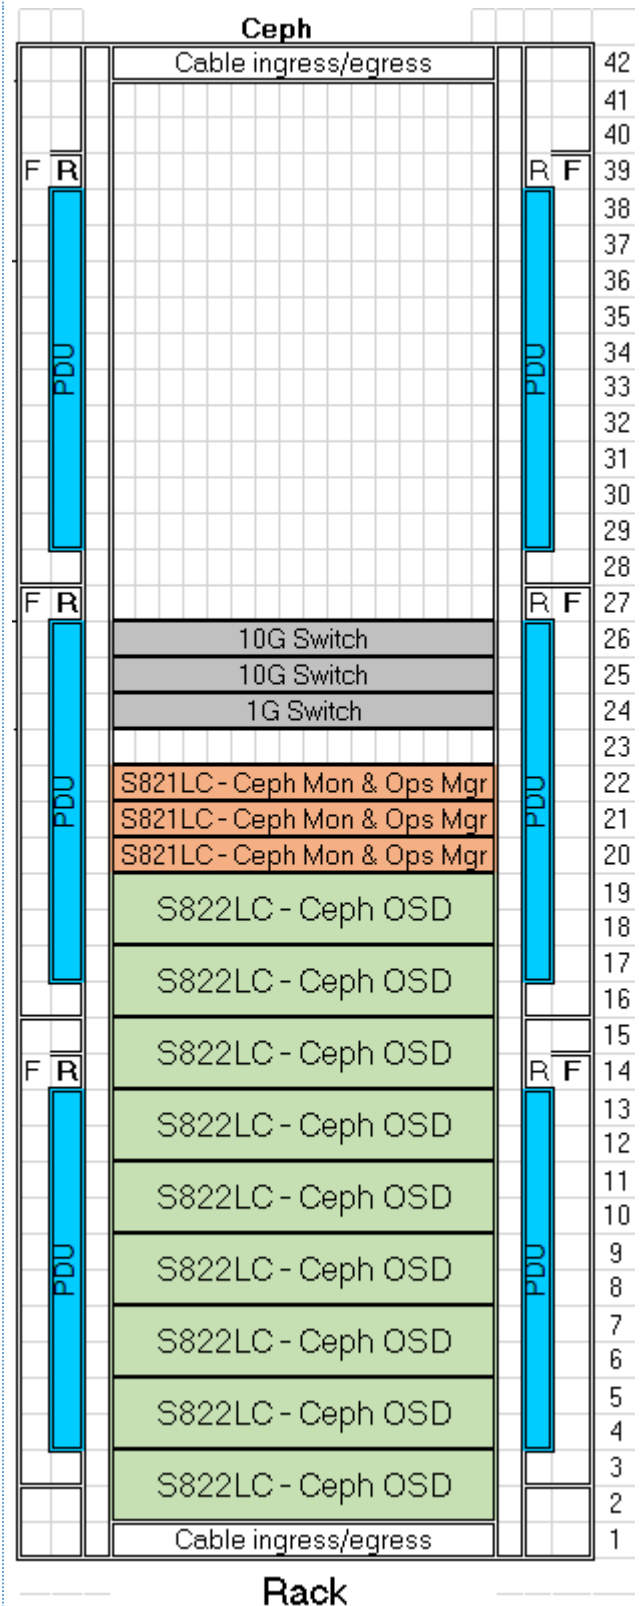 Ceph
Cable ingress/egress 42
41
40
F R R F 39
38
37
36
35
PDU PDU 34
33
32
31
30
29
28
F R R F 27
10G Switch 26
10G Switch 25
1G Switch 24
23
S821LC - Ceph Mon & Ops Mgr 22
PDU PDU
S821LC - Ceph Mon & Ops Mgr 21
S821LC - Ceph Mon & Ops Mgr 20
19
S822LC - Ceph OSD
18
17
S822LC - Ceph OSD
16
15
S822LC - Ceph OSD
F R R F 14
13
S822LC - Ceph OSD
12
11
S822LC - Ceph OSD
10
9
PDU S822LC - Ceph OSD PDU
8
7
S822LC - Ceph OSD
6
5
S822LC - Ceph OSD
4
3
S822LC - Ceph OSD
2
Cable ingress/egress 1
Rack